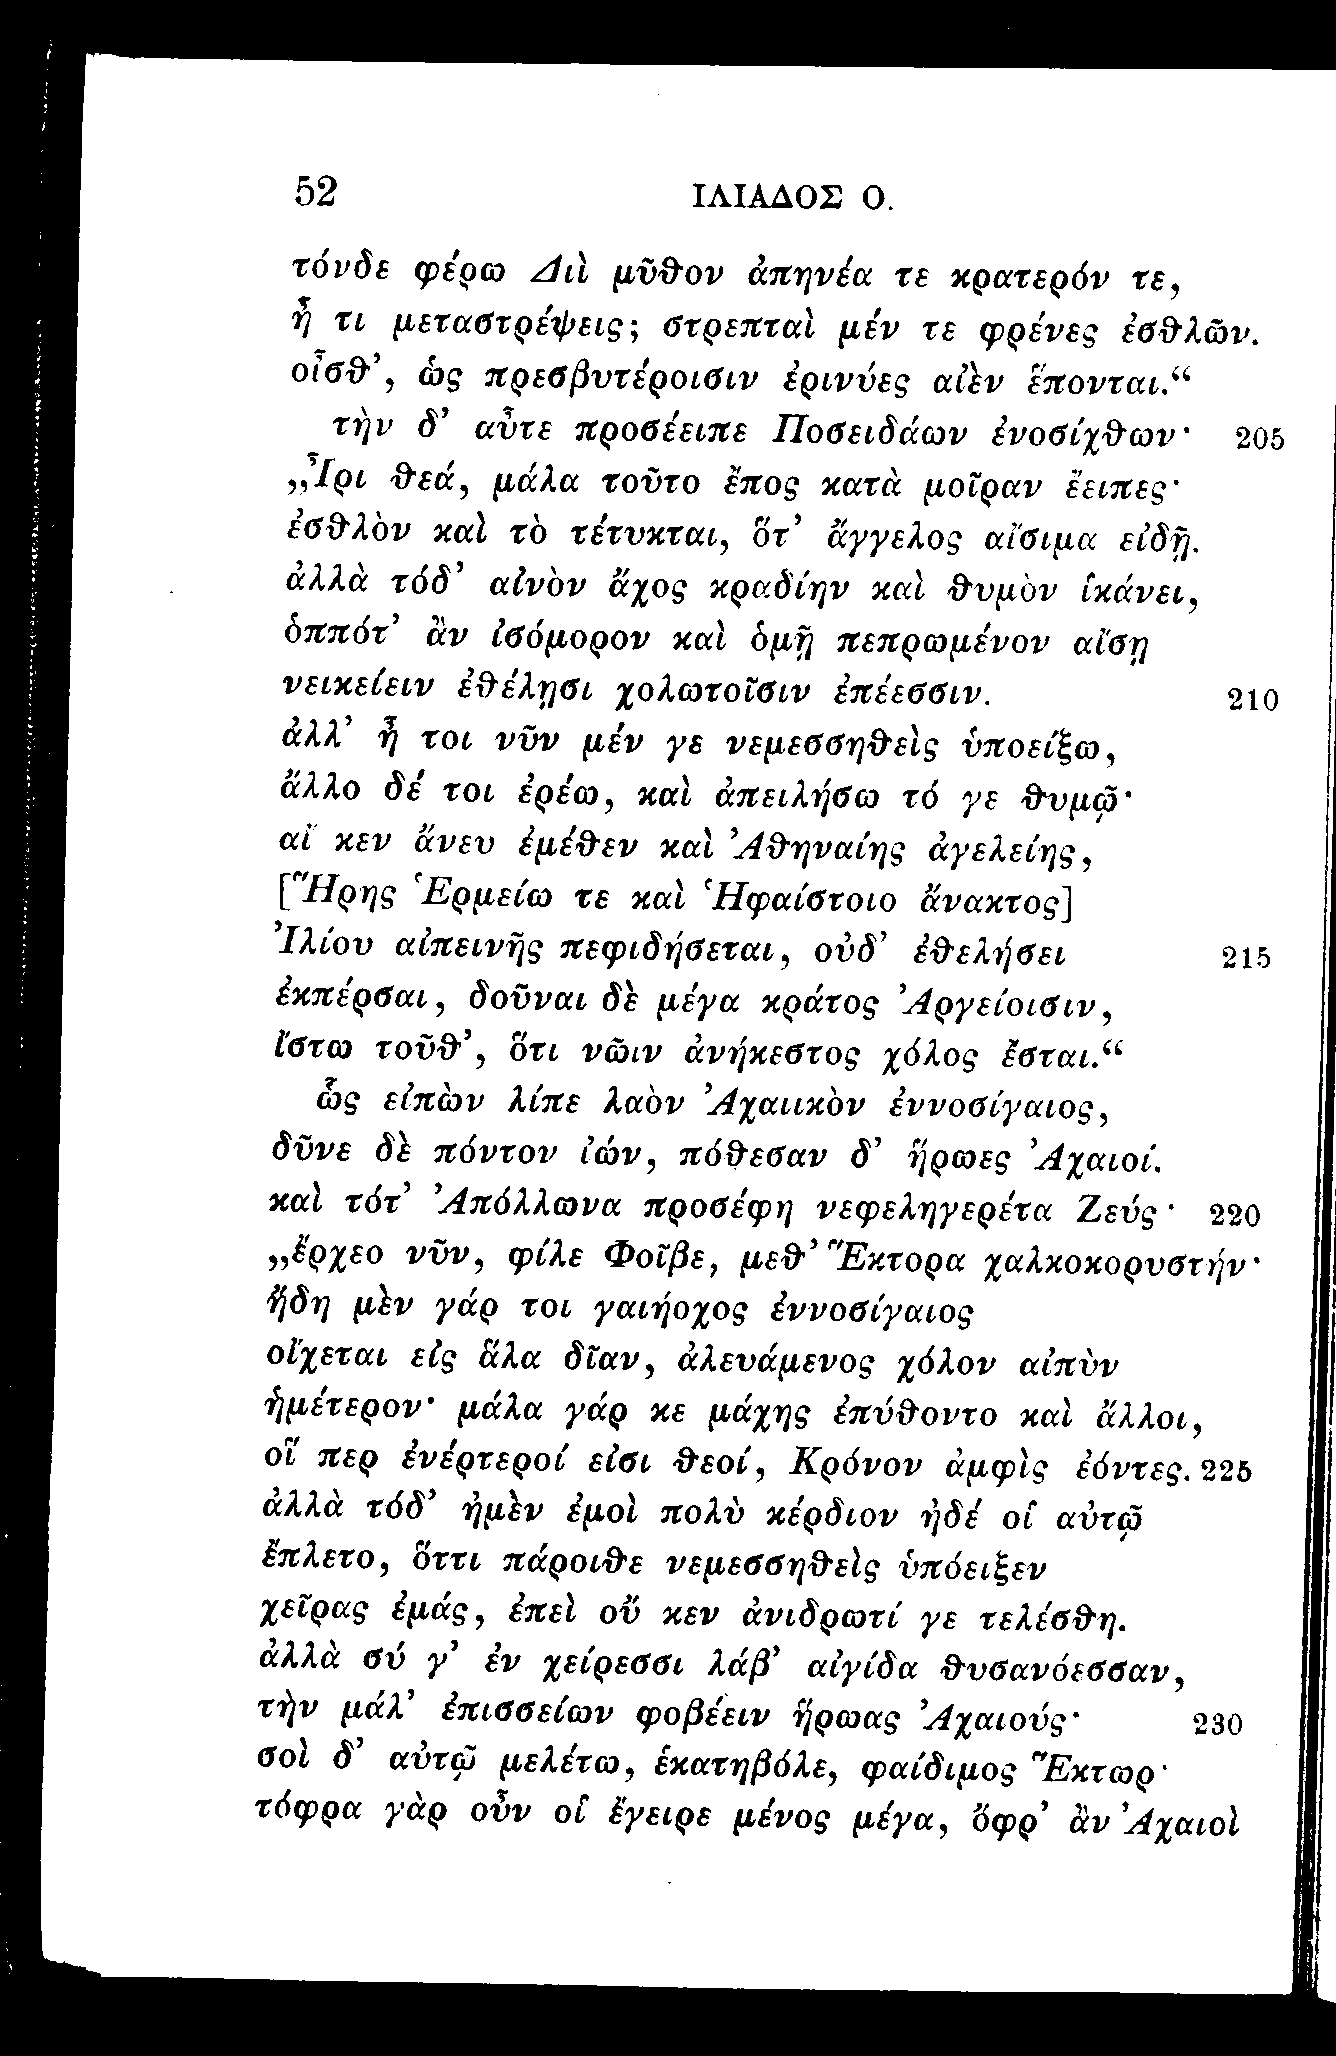 52 ΙΛΙΑΔΟΣ Ο.
τόνδε φέρω Διὶ μῦθον ἀπηνέα τε κρατερόν τε,
ἦ τι μεταστρέψεις; στρεπταὶ μέν τε φρένες ἐσθλῶν.
οἶσθ’, ὡς πρεσβυτέροισιν ἐρινύες αἰὲν ἕπονται.“
τὴν δ’ αὖτε προσέειπε Ποσειδάων ἐνοσίχθων· 205
„Ἶρι θεά, μάλα τοῦτο ἔπος κατὰ μοῖραν ἔειπες·
ἐσθλὸν καὶ τὸ τέτυκται, ὅτ’ ἄγγελος αἴσιμα εἰδῇ.
ἀλλὰ τόδ’ αἰνὸν ἄχος κραδίην καὶ θυμὸν ἱκάνει,
ὁππότ’ ἂν ἰσόμορον καὶ ὁμῇ πεπρωμένον αἴσῃ
νεικείειν ἐθέλῃσι χολωτοῖσιν ἐπέεσσιν. 210
ἀλλ’ ἦ τοι νῦν μέν γε νεμεσσηθεὶς ὑποείξω,
ἄλλο δέ τοι ἐρέω, καὶ ἀπειλήσω τό γε θυμῷ·
αἴ κεν ἄνευ ἐμέθεν καὶ Ἀθηναίης ἀγελείης,
[Ἥρης Ἑρμείω τε καὶ Ἡφαίστοιο ἄνακτος]
Ἰλίου αἰπεινῆς πεφιδήσεται, οὐδ’ ἐθελήσει 215
ἐκπέρσαι, δοῦναι δὲ μέγα κράτος Ἀργείοισιν,
ἴστω τοῦθ’, ὅτι νῶιν ἀνήκεστος χόλος ἔσται.“
ὣς εἰπὼν λίπε λαὸν Ἀχαιικὸν ἐννοσίγαιος,
δῦνε δὲ πόντον ἰών, πόθεσαν δ’ ἥρωες Ἀχαιοί.
καὶ τότ’ Ἀπόλλωνα προσέφη νεφεληγερέτα Ζεύς· 220
„ἔρχεο νῦν, φίλε Φοῖβε, μεθ’ Ἕκτορα χαλκοκορυστήν·
ἤδη μὲν γάρ τοι γαιήοχος ἐννοσίγαιος
οἴχεται εἰς ἅλα δῖαν, ἀλευάμενος χόλον αἰπὺν
ἡμέτερον· μάλα γάρ κε μάχης ἐπύθοντο καὶ ἄλλοι,
οἵ περ ἐνέρτεροί εἰσι θεοί, Κρόνον ἀμφὶς ἐόντες. 225
ἀλλὰ τόδ’ ἠμὲν ἐμοὶ πολὺ κέρδιον ἠδέ οἱ αὐτῷ
ἔπλετο, ὅττι πάροιθε νεμεσσηθεὶς ὑπόειξεν
χεῖρας ἐμάς, ἐπεὶ οὔ κεν ἀνιδρωτί γε τελέσθη.
ἀλλὰ σύ γ’ ἐν χείρεσσι λάβ’ αἰγίδα θυσανόεσσαν,
τὴν μάλ’ ἐπισσείων φοβέειν ἥρωας Ἀχαιούς· 230
σοὶ δ’ αὐτῷ μελέτω, ἑκατηβόλε, φαίδιμος Ἕκτωρ·
τόφρα γὰρ οὖν οἱ ἔγειρε μένος μέγα, ὄφρ’ ἂν Ἀχαιοὶ